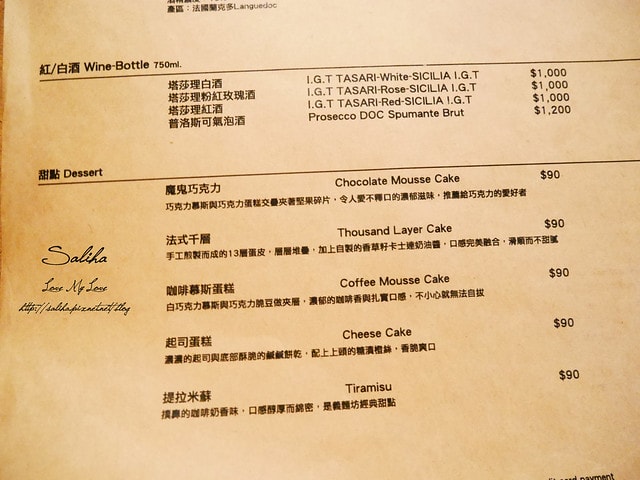 產區：法國蘭克多Languedoc
紅/白酒 Wine-Bottle 750ml.
塔莎理白酒 I.G.T TASARI-White-SICILIA I.G.T $1,000
塔莎理粉紅玫瑰酒 I.G.T TASARI-Rose-SICILIA I.G.T $1,000
塔莎理紅酒 I.G.T TASARI-Red-SICILIA I.G.T $1,000
普洛斯可氣泡酒 Prosecco DOC Spumante Brut $1,200
甜點 Dessert
魔鬼巧克力 Chocolate Mousse Cake $90
巧克力慕斯與巧克力蛋糕交疊夾著堅果碎片，令人愛不釋口的濃郁滋味，推薦給巧克力的愛好者
法式千層 Thousand Layer Cake $90
手工煎製而成的13層蛋皮，層層堆疊，加上自製的香草籽卡士達奶油醬，口感完美融合，滑順而不甜膩
咖啡慕斯蛋糕 Coffee Mousse Cake $90
白巧克力慕斯與巧克力脆豆做夾層，濃郁的咖啡香與扎實口感，不小心就無法自拔
起司蛋糕 Cheese Cake $90
濃濃的起司與底部酥脆的鹹鹹餅乾，配上上頭的糖漬橙絲，香脆爽口
提拉米蘇 Tiramisu $90
撲鼻的咖啡奶香味，口感醇厚而綿密，是義麵坊經典甜點
Saliha
Love My Love
http://saliha.pixnet.net/blog
card payment